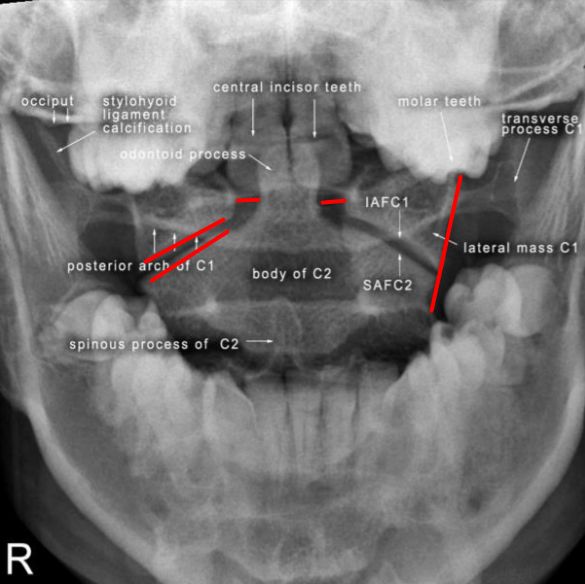 central incisor teeth
occiput
stylohyoid
ligament
calcification
molar teeth
transverse
process C1
odontoid process
IAFC1
lateral mass C1
posterior arch of C1
body of C2
SAFC2
spinous process of C2
R